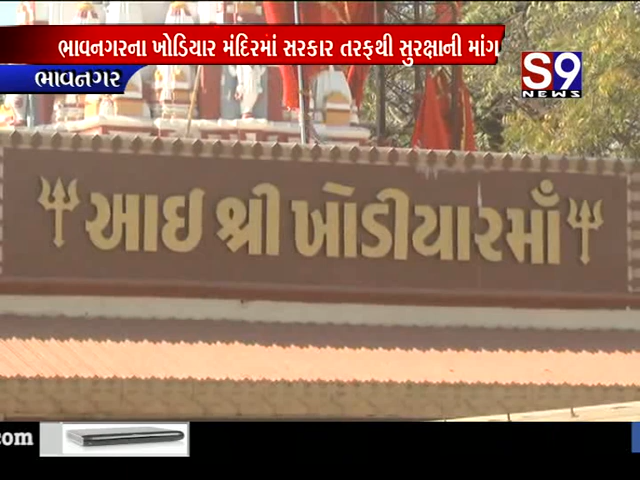 ભાવનગરના ખોડિયાર મંદિરમાં સરકાર તરફથી સુરક્ષાની માંગ
ભાવનગર
S9
NEWS
આઇ શ્રી ખોડીયારમાઁ
com